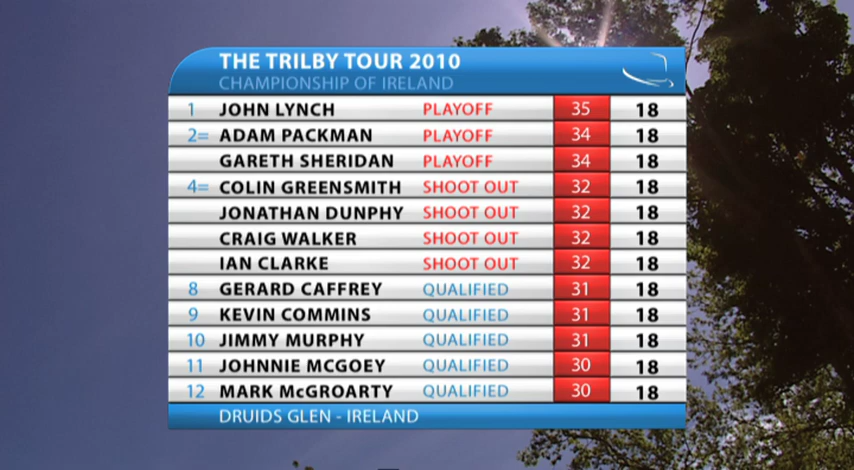 THE TRILBY TOUR 2010
CHAMPIONSHIP OF IRELAND
1 JOHN LYNCH PLAYOFF 35 18
2= ADAM PACKMAN PLAYOFF 34 18
GARETH SHERIDAN PLAYOFF 34 18
4= COLIN GREENSMITH SHOOT OUT 32 18
JONATHAN DUNPHY SHOOT OUT 32 18
CRAIG WALKER SHOOT OUT 32 18
IAN CLARKE SHOOT OUT 32 18
8 GERARD CAFFREY QUALIFIED 31 18
9 KEVIN COMMINS QUALIFIED 31 18
10 JIMMY MURPHY QUALIFIED 31 18
11 JOHNNIE MCGOEY QUALIFIED 30 18
12 MARK McGROARTY QUALIFIED 30 18
DRUIDS GLEN - IRELAND